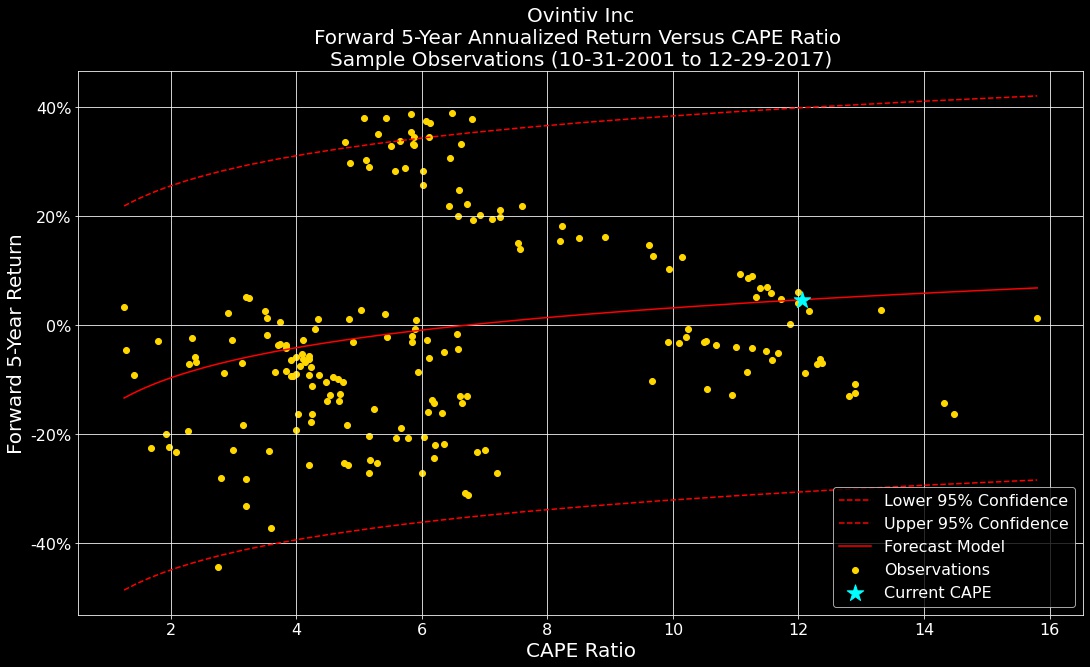 Ovintiv Inc
Forward 5-Year Annualized Return Versus CAPE Ratio
Sample Observations (10-31-2001 to 12-29-2017)
Forward 5-Year Return
40%
20%
0%
-20%
-40%
Lower 95% Confidence
Upper 95% Confidence
Forecast Model
Observations
Current CAPE
2 4 6 8 10 12 14 16
CAPE Ratio